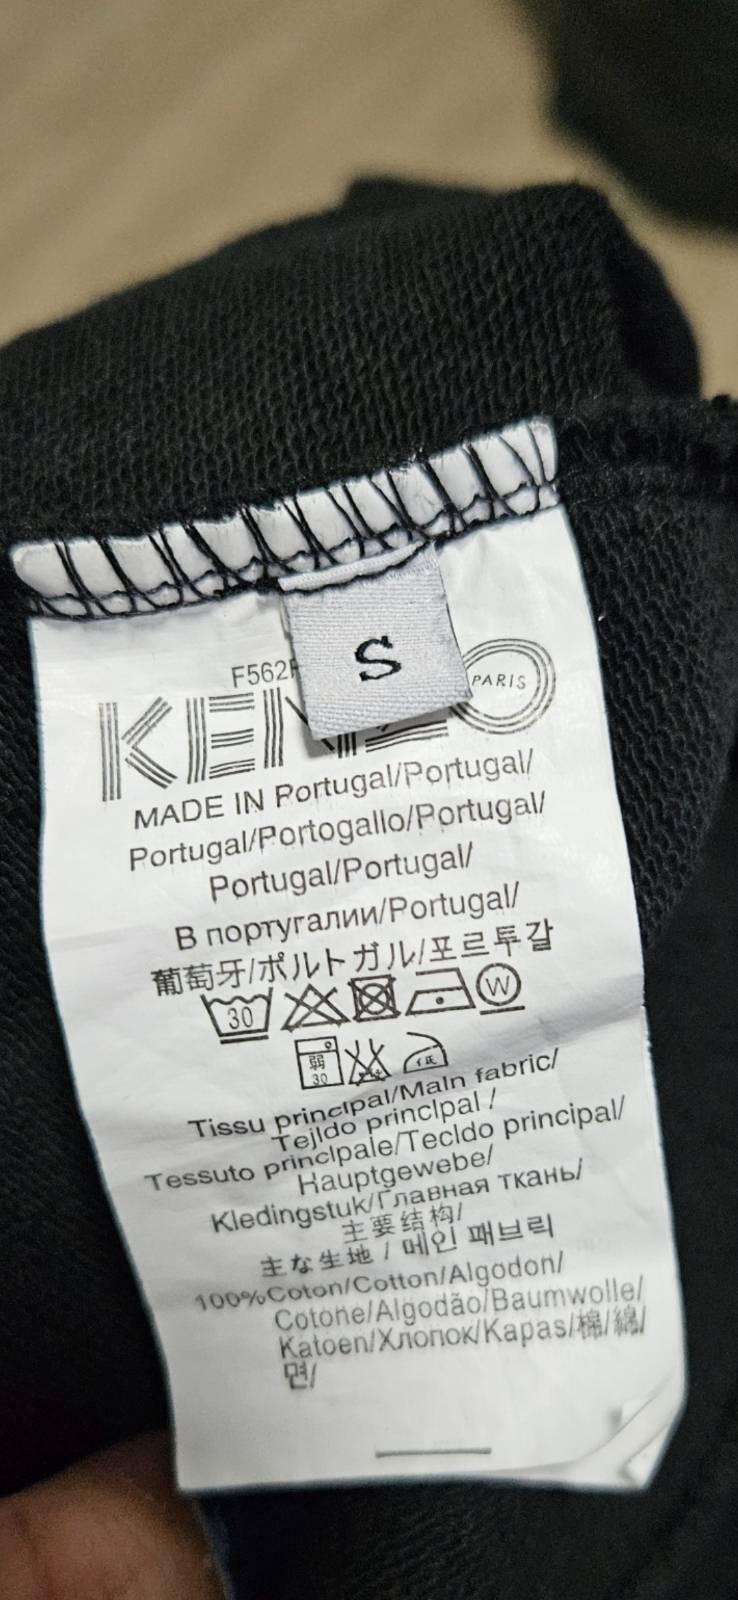 S
F562
KENZO PARIS
MADE IN Portugal/Portugal/
Portugal/Portogallo/Portugal/
Portugal/Portugal/
В португалии/Portugal/
葡萄牙/ポルトガル/포르투갈
30 W
弱 30 低
Tissu principal/Main fabric/
Tejido principal /
Tessuto principale/Tecido principal/
Hauptgewebe/
Kledingstuk/Главная ткань/
主要结构/
主な生地 / 메인 패브릭
100%Coton/Cotton/Algodon/
Cotone/Algodão/Baumwolle/
Katoen/Хлопок/Kapas/棉/綿/
면/